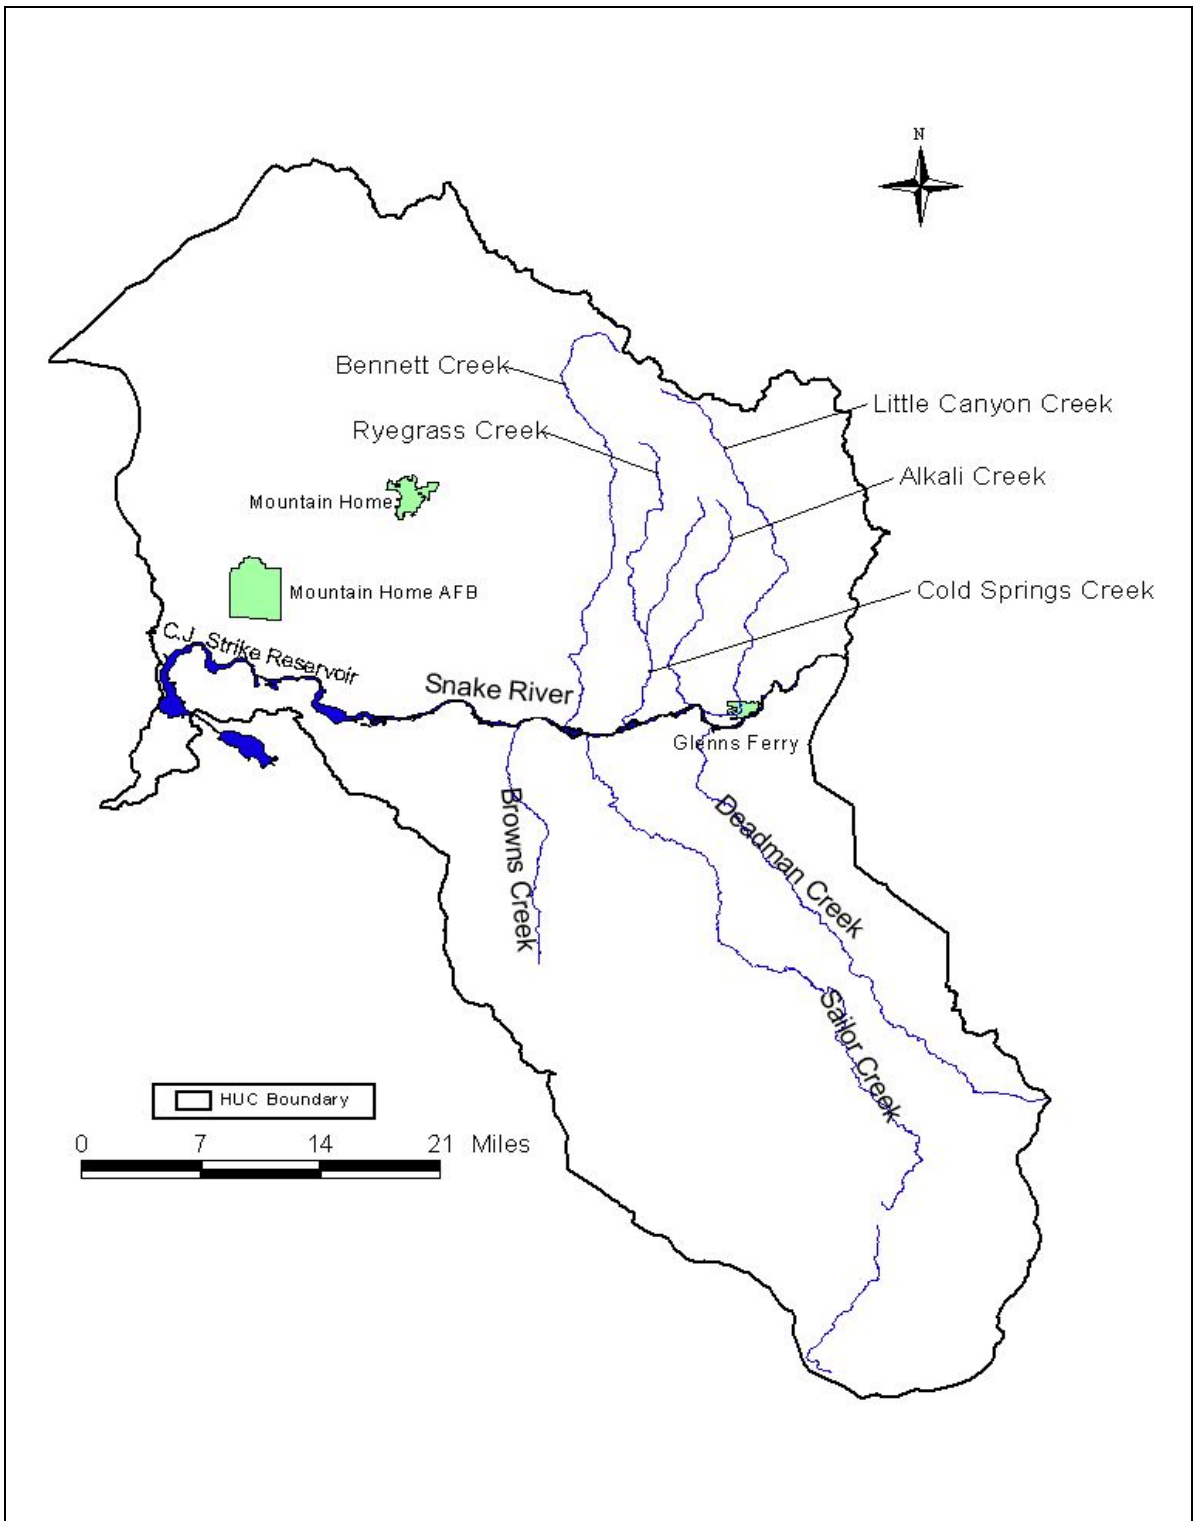 N
Bennett Creek
Little Canyon Creek
Ryegrass Creek
Alkali Creek
Mountain Home
Mountain Home AFB
Cold Springs Creek
C.J. Strike Reservoir
Snake River
Glenns Ferry
Browns Creek
Deadman Creek
Sailor Creek
HUC Boundary
0 7 14 21 Miles